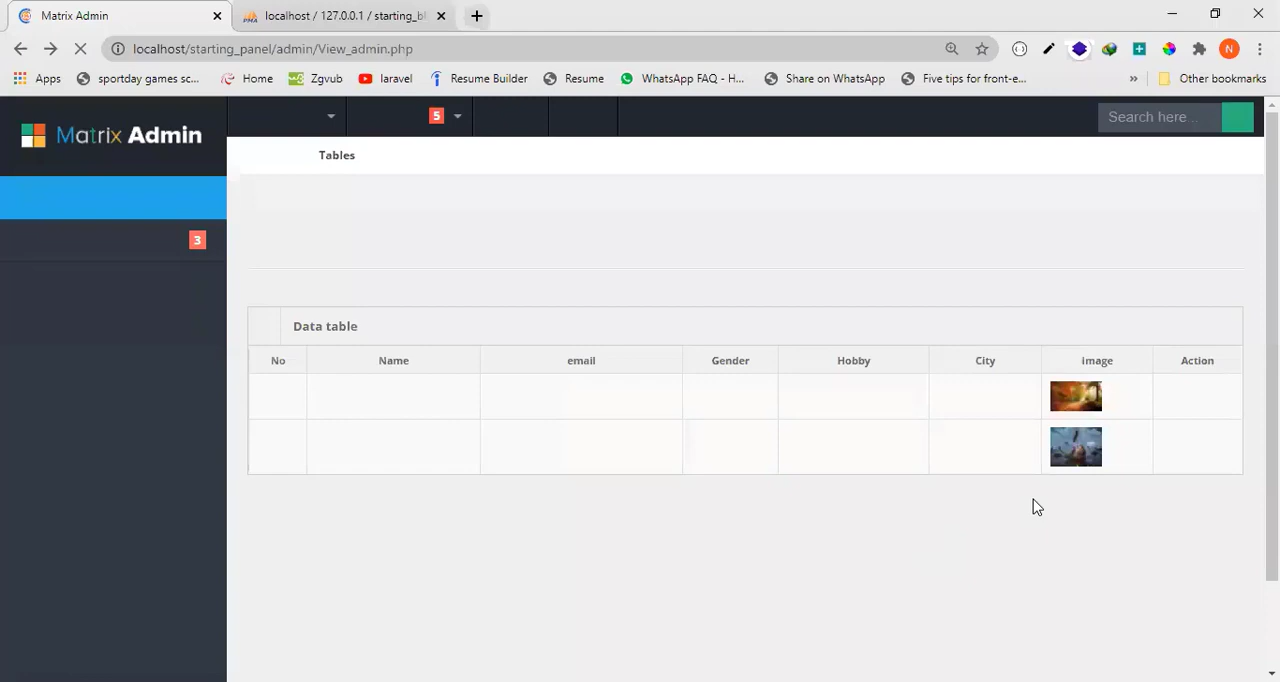 Matrix Admin
localhost / 127.0.0.1 / starting_bl
localhost/starting_panel/admin/View_admin.php
N
Apps
sportday games sc...
Home
Zgvub
laravel
Resume Builder
Resume
WhatsApp FAQ - H...
Share on WhatsApp
Five tips for front-e...
»
Other bookmarks
Matrix Admin
5
Search here ..
Tables
3
Data table
No Name email Gender Hobby City image Action